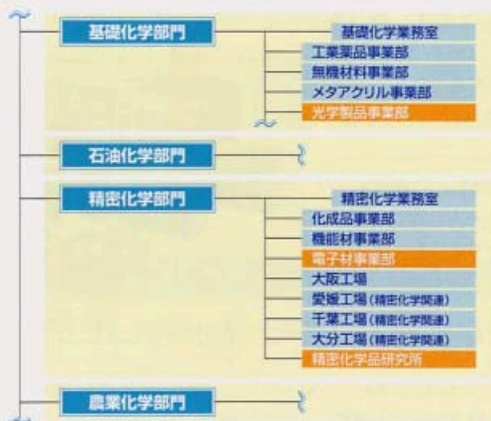 基礎化学部門
基礎化学業務室
工業薬品事業部
無機材料事業部
メタアクリル事業部
光学製品事業部
石油化学部門
精密化学部門
精密化学業務室
化成品事業部
機能材事業部
電子材事業部
大阪工場
愛媛工場(精密化学関連)
千葉工場(精密化学関連)
大分工場(精密化学関連)
精密化学品研究所
農業化学部門